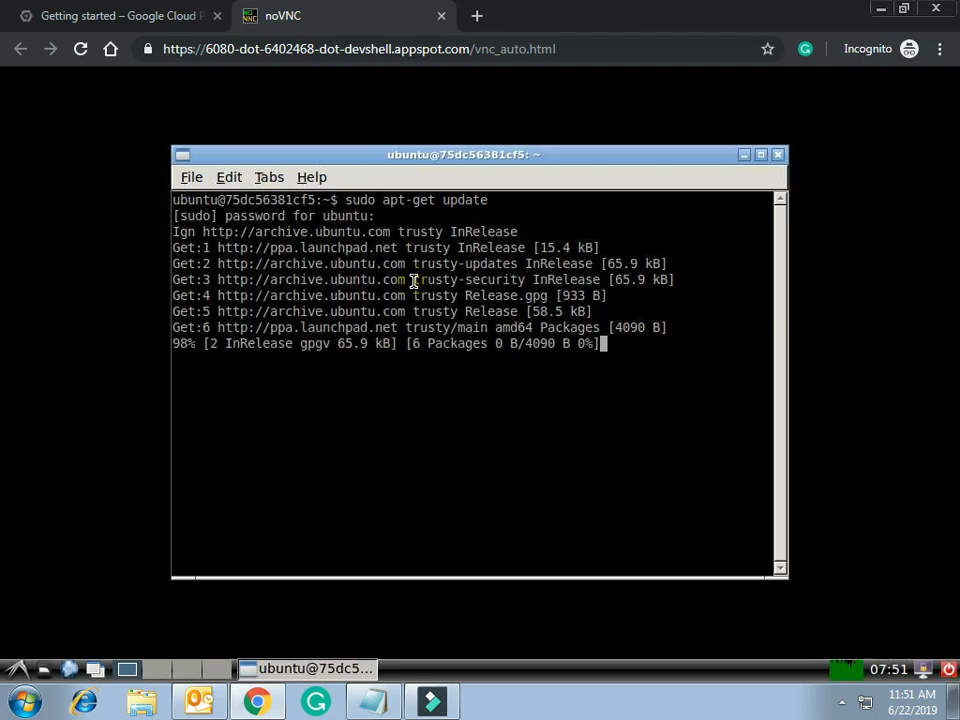 Getting started – Google Cloud P
noVNC
https://6080-dot-6402468-dot-devshell.appspot.com/vnc_auto.html
Incognito
ubuntu@75dc56381cf5: ~
File Edit Tabs Help
ubuntu@75dc56381cf5:~$ sudo apt-get update
[sudo] password for ubuntu:
Ign http://archive.ubuntu.com trusty InRelease
Get:1 http://ppa.launchpad.net trusty InRelease [15.4 kB]
Get:2 http://archive.ubuntu.com trusty-updates InRelease [65.9 kB]
Get:3 http://archive.ubuntu.com trusty-security InRelease [65.9 kB]
Get:4 http://archive.ubuntu.com trusty Release.gpg [933 B]
Get:5 http://archive.ubuntu.com trusty Release [58.5 kB]
Get:6 http://ppa.launchpad.net trusty/main amd64 Packages [4090 B]
98% [2 InRelease gpgv 65.9 kB] [6 Packages 0 B/4090 B 0%]
ubuntu@75dc5...
07:51
11:51 AM
6/22/2019